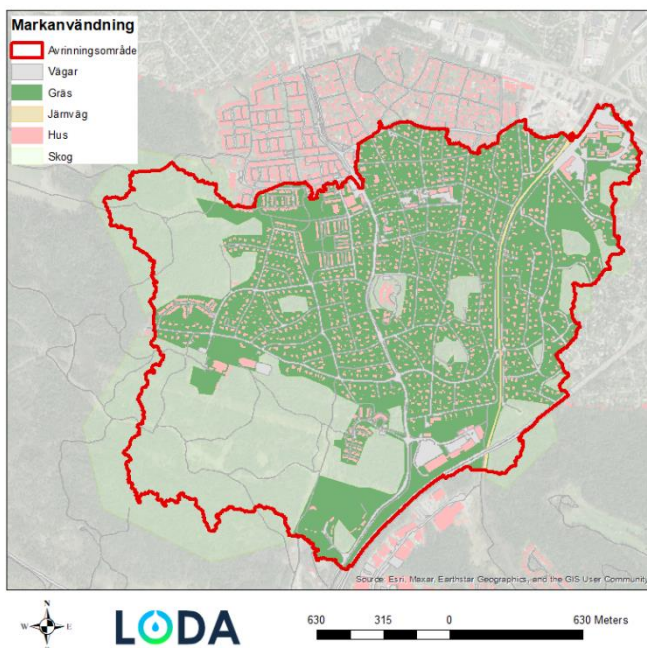 Markanvändning
Avrinningsområde
Vägar
Gräs
Järnväg
Hus
Skog
Source: Esri, Maxar, Earthstar Geographics, and the GIS User Community
N
W E
S
LODA
630 315 0 630 Meters